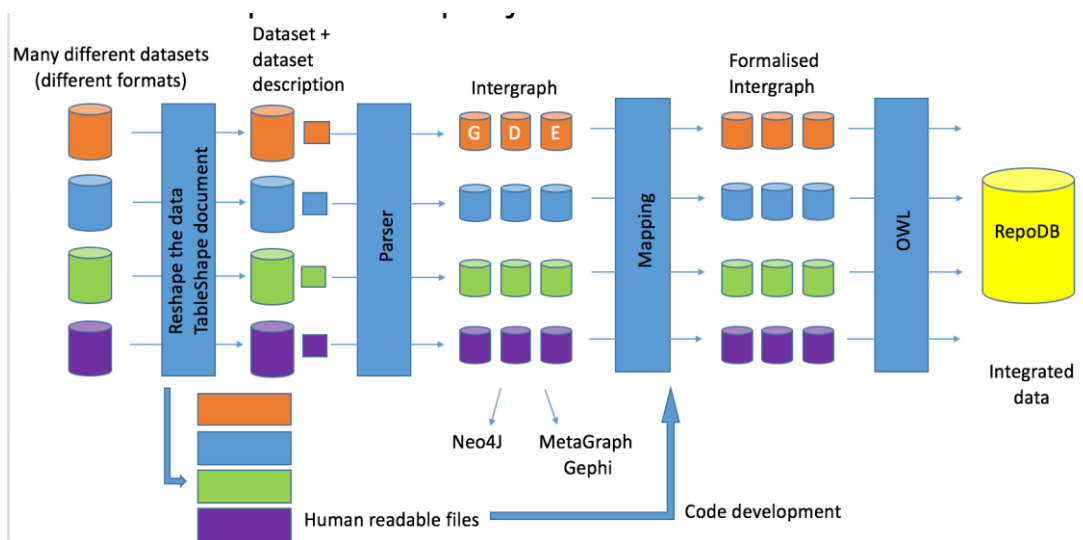 Many different datasets
(different formats)
Dataset +
dataset
description
Intergraph
Formalised
Intergraph
Reshape the data
TableShape document
Parser
G D E
Mapping
OWL
RepoDB
Integrated
data
Neo4J
MetaGraph
Gephi
Human readable files
Code development